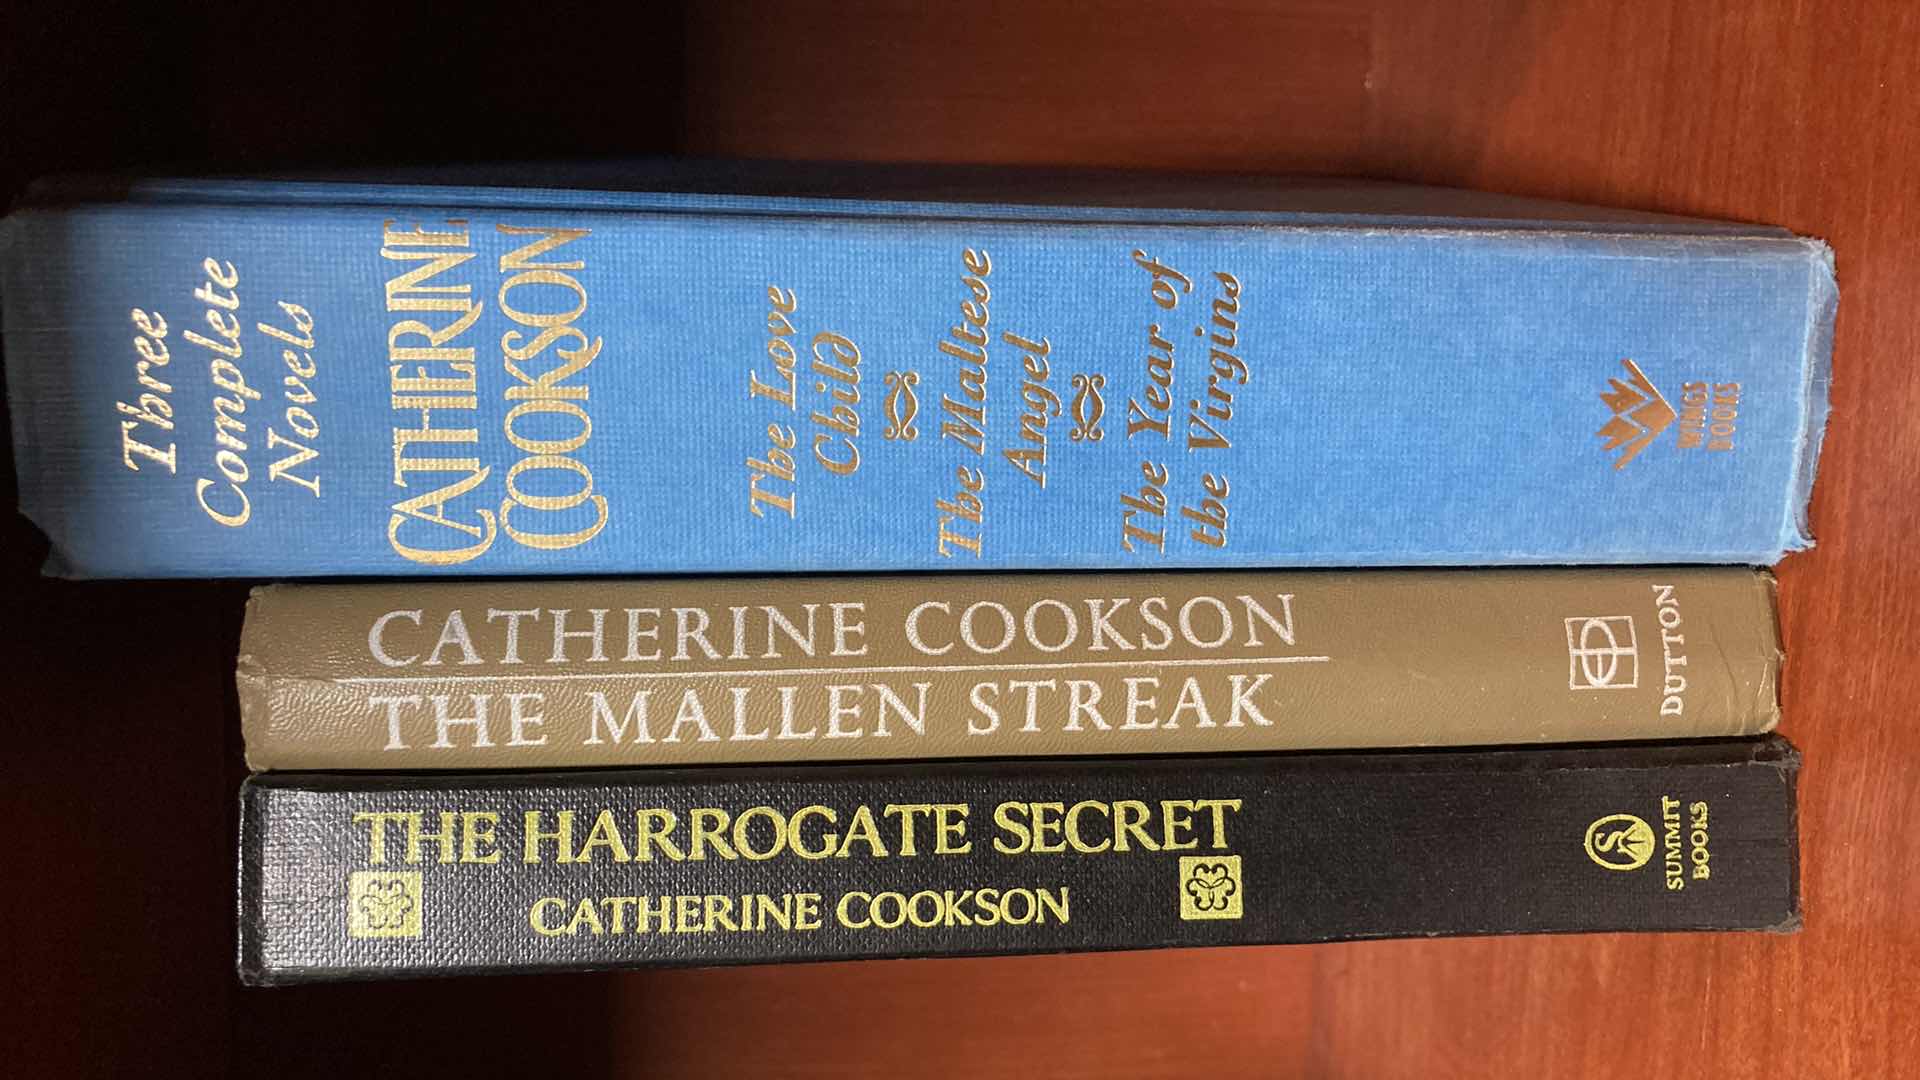 Three
Complete
Novels
CATHERINE
COOKSON
The Love
Child
The Maltese
Angel
The Year of
the Virgins
WINGS
BOOKS
CATHERINE COOKSON
THE MALLEN STREAK
DUTTON
THE HARROGATE SECRET
CATHERINE COOKSON
SUMMIT
BOOKS